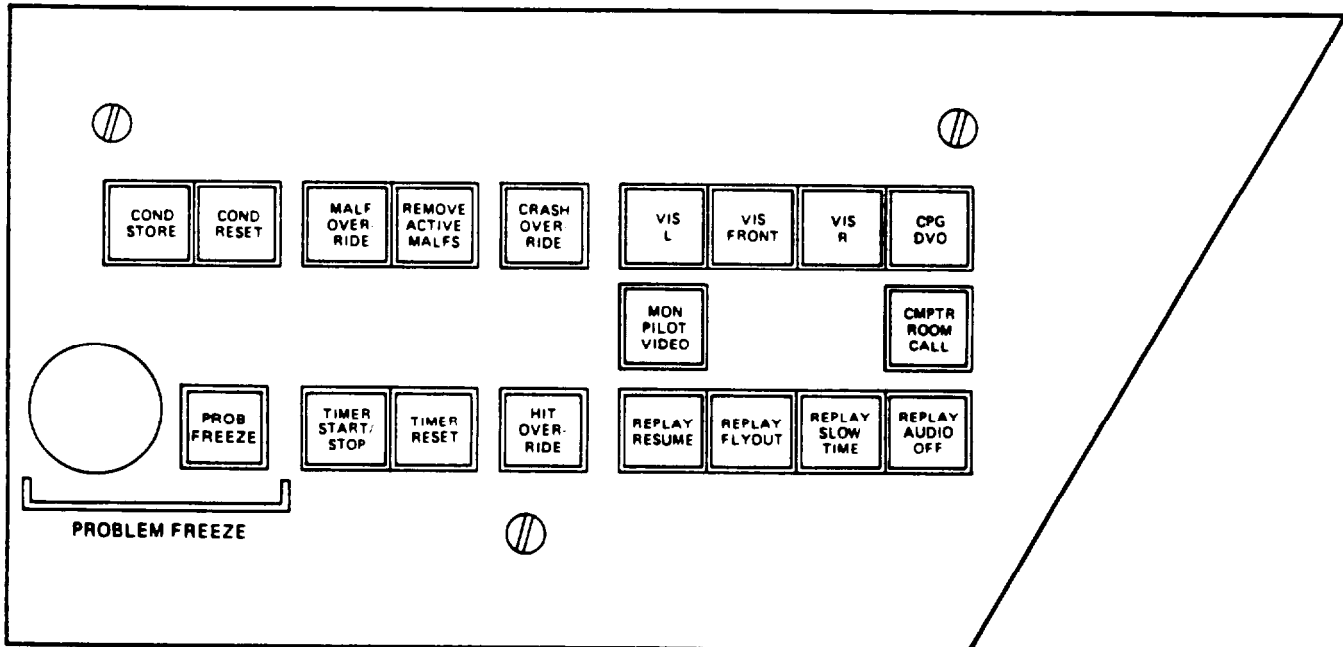 COND
STORE
COND
RESET
MALF
OVER-
RIDE
REMOVE
ACTIVE
MALFS
CRASH
OVER-
RIDE
VIS
L
VIS
FRONT
VIS
R
CPG
DVO
MON
PILOT
VIDEO
CMPTR
ROOM
CALL
PROB
FREEZE
TIMER
START/
STOP
TIMER
RESET
HIT
OVER-
RIDE
REPLAY
RESUME
REPLAY
FLYOUT
REPLAY
SLOW
TIME
REPLAY
AUDIO
OFF
PROBLEM FREEZE